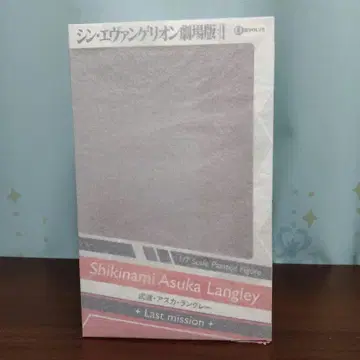 シン・エヴァンゲリオン劇場版𝄇
1/7 Scale Painted Figure
Shikinami Asuka Langley
式波・アスカ・ラングレー
+ Last mission +